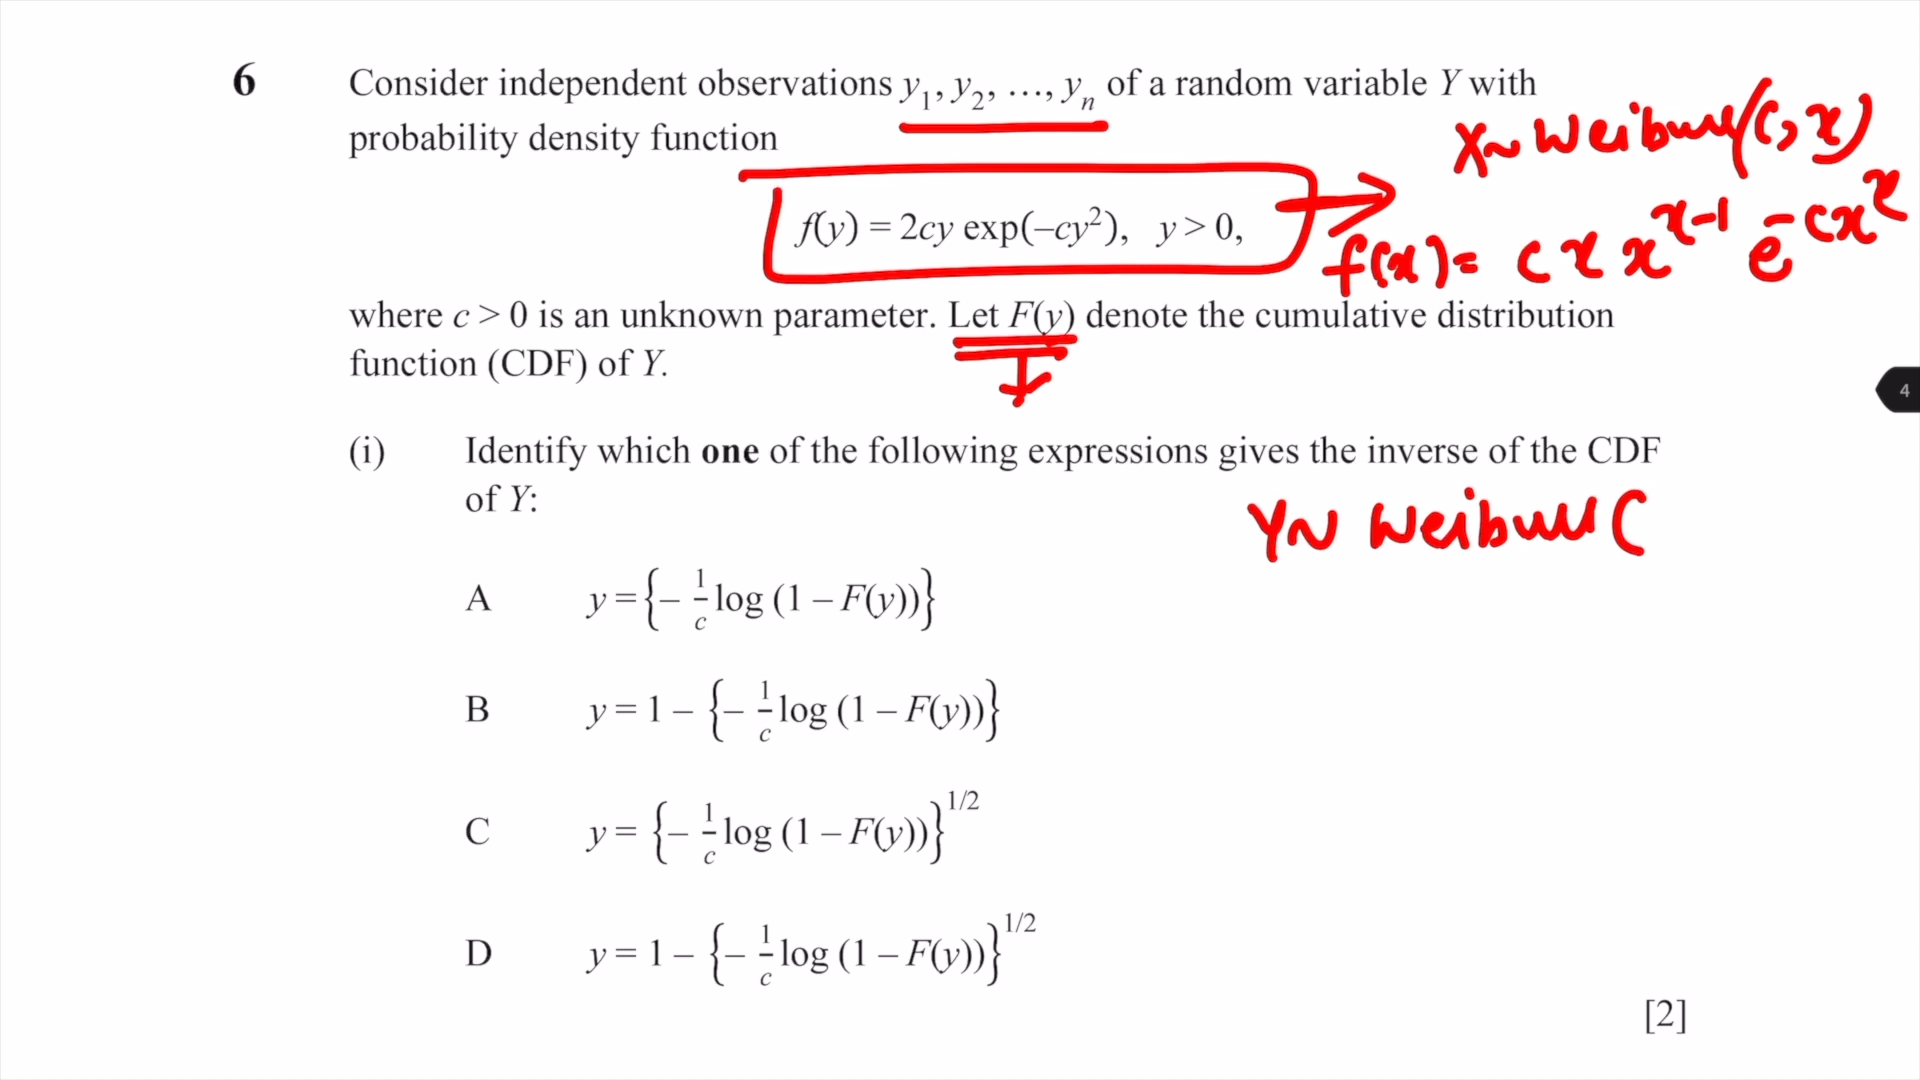 6 Consider independent observations y₁, y₂, ..., yₙ of a random variable Y with
probability density function
X ~ Weibull(c, γ)
f(y) = 2cy exp(–cy²), y > 0,
f(x) = c γ x^γ-1 e^-cx^γ
where c > 0 is an unknown parameter. Let F(y) denote the cumulative distribution
function (CDF) of Y.
4
(i) Identify which one of the following expressions gives the inverse of the CDF
of Y:
Y ~ Weibull (
A y = {– 1/c log (1 – F(y))}
B y = 1 – {– 1/c log (1 – F(y))}
C y = {– 1/c log (1 – F(y))}^1/2
D y = 1 – {– 1/c log (1 – F(y))}^1/2
[2]